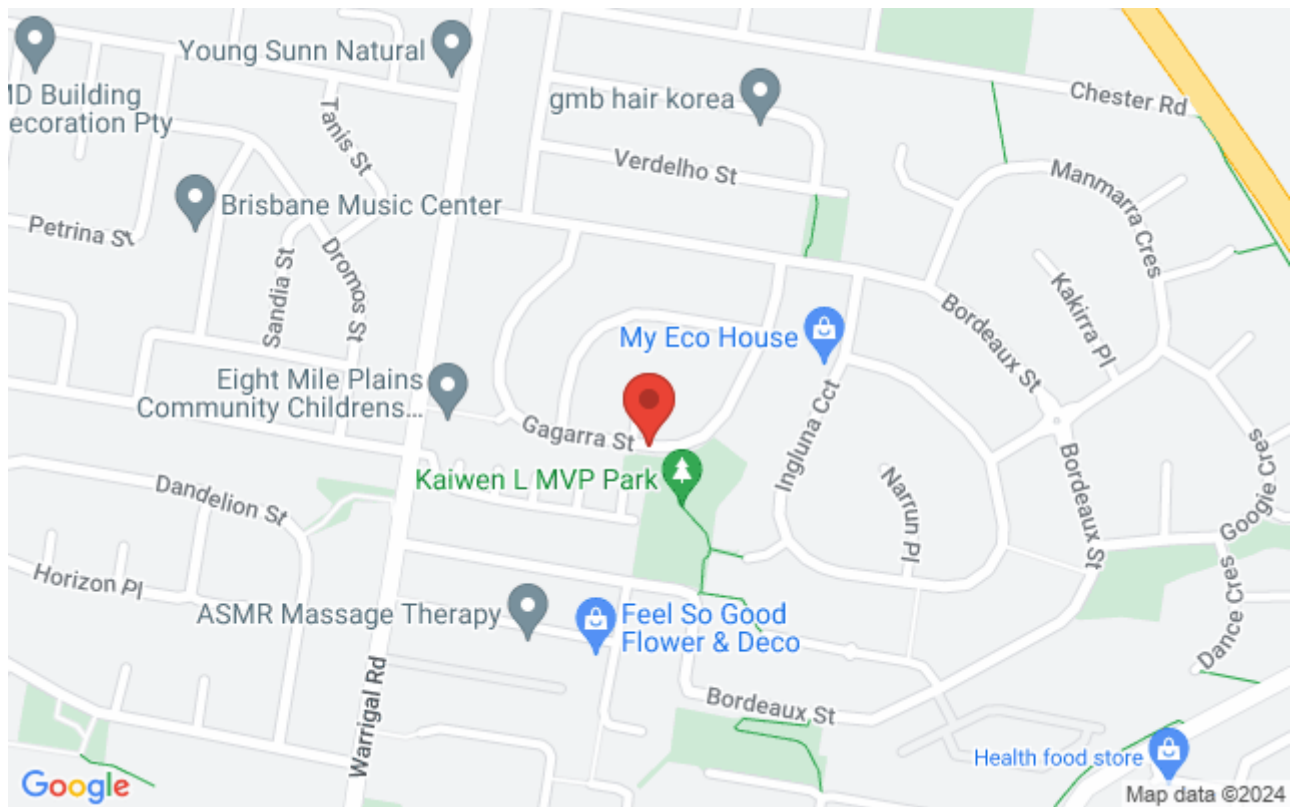 Young Sunn Natural
MD Building
ecoration Pty
Tanis St
gmb hair korea
Chester Rd
Verdelho St
Manmarra Cres
Brisbane Music Center
Petrina St
Sandia St
Dromos St
Kakirra Pl
Bordeaux St
My Eco House
Eight Mile Plains
Community Childrens...
Gagarra St
Ingluna Cct
Kaiwen L MVP Park
Narrun Pl
Bordeaux St
Googie Cres
Dandelion St
Horizon Pl
ASMR Massage Therapy
Feel So Good
Flower & Deco
Dance Cres
Warrigal Rd
Bordeaux St
Health food store
Google
Map data ©2024